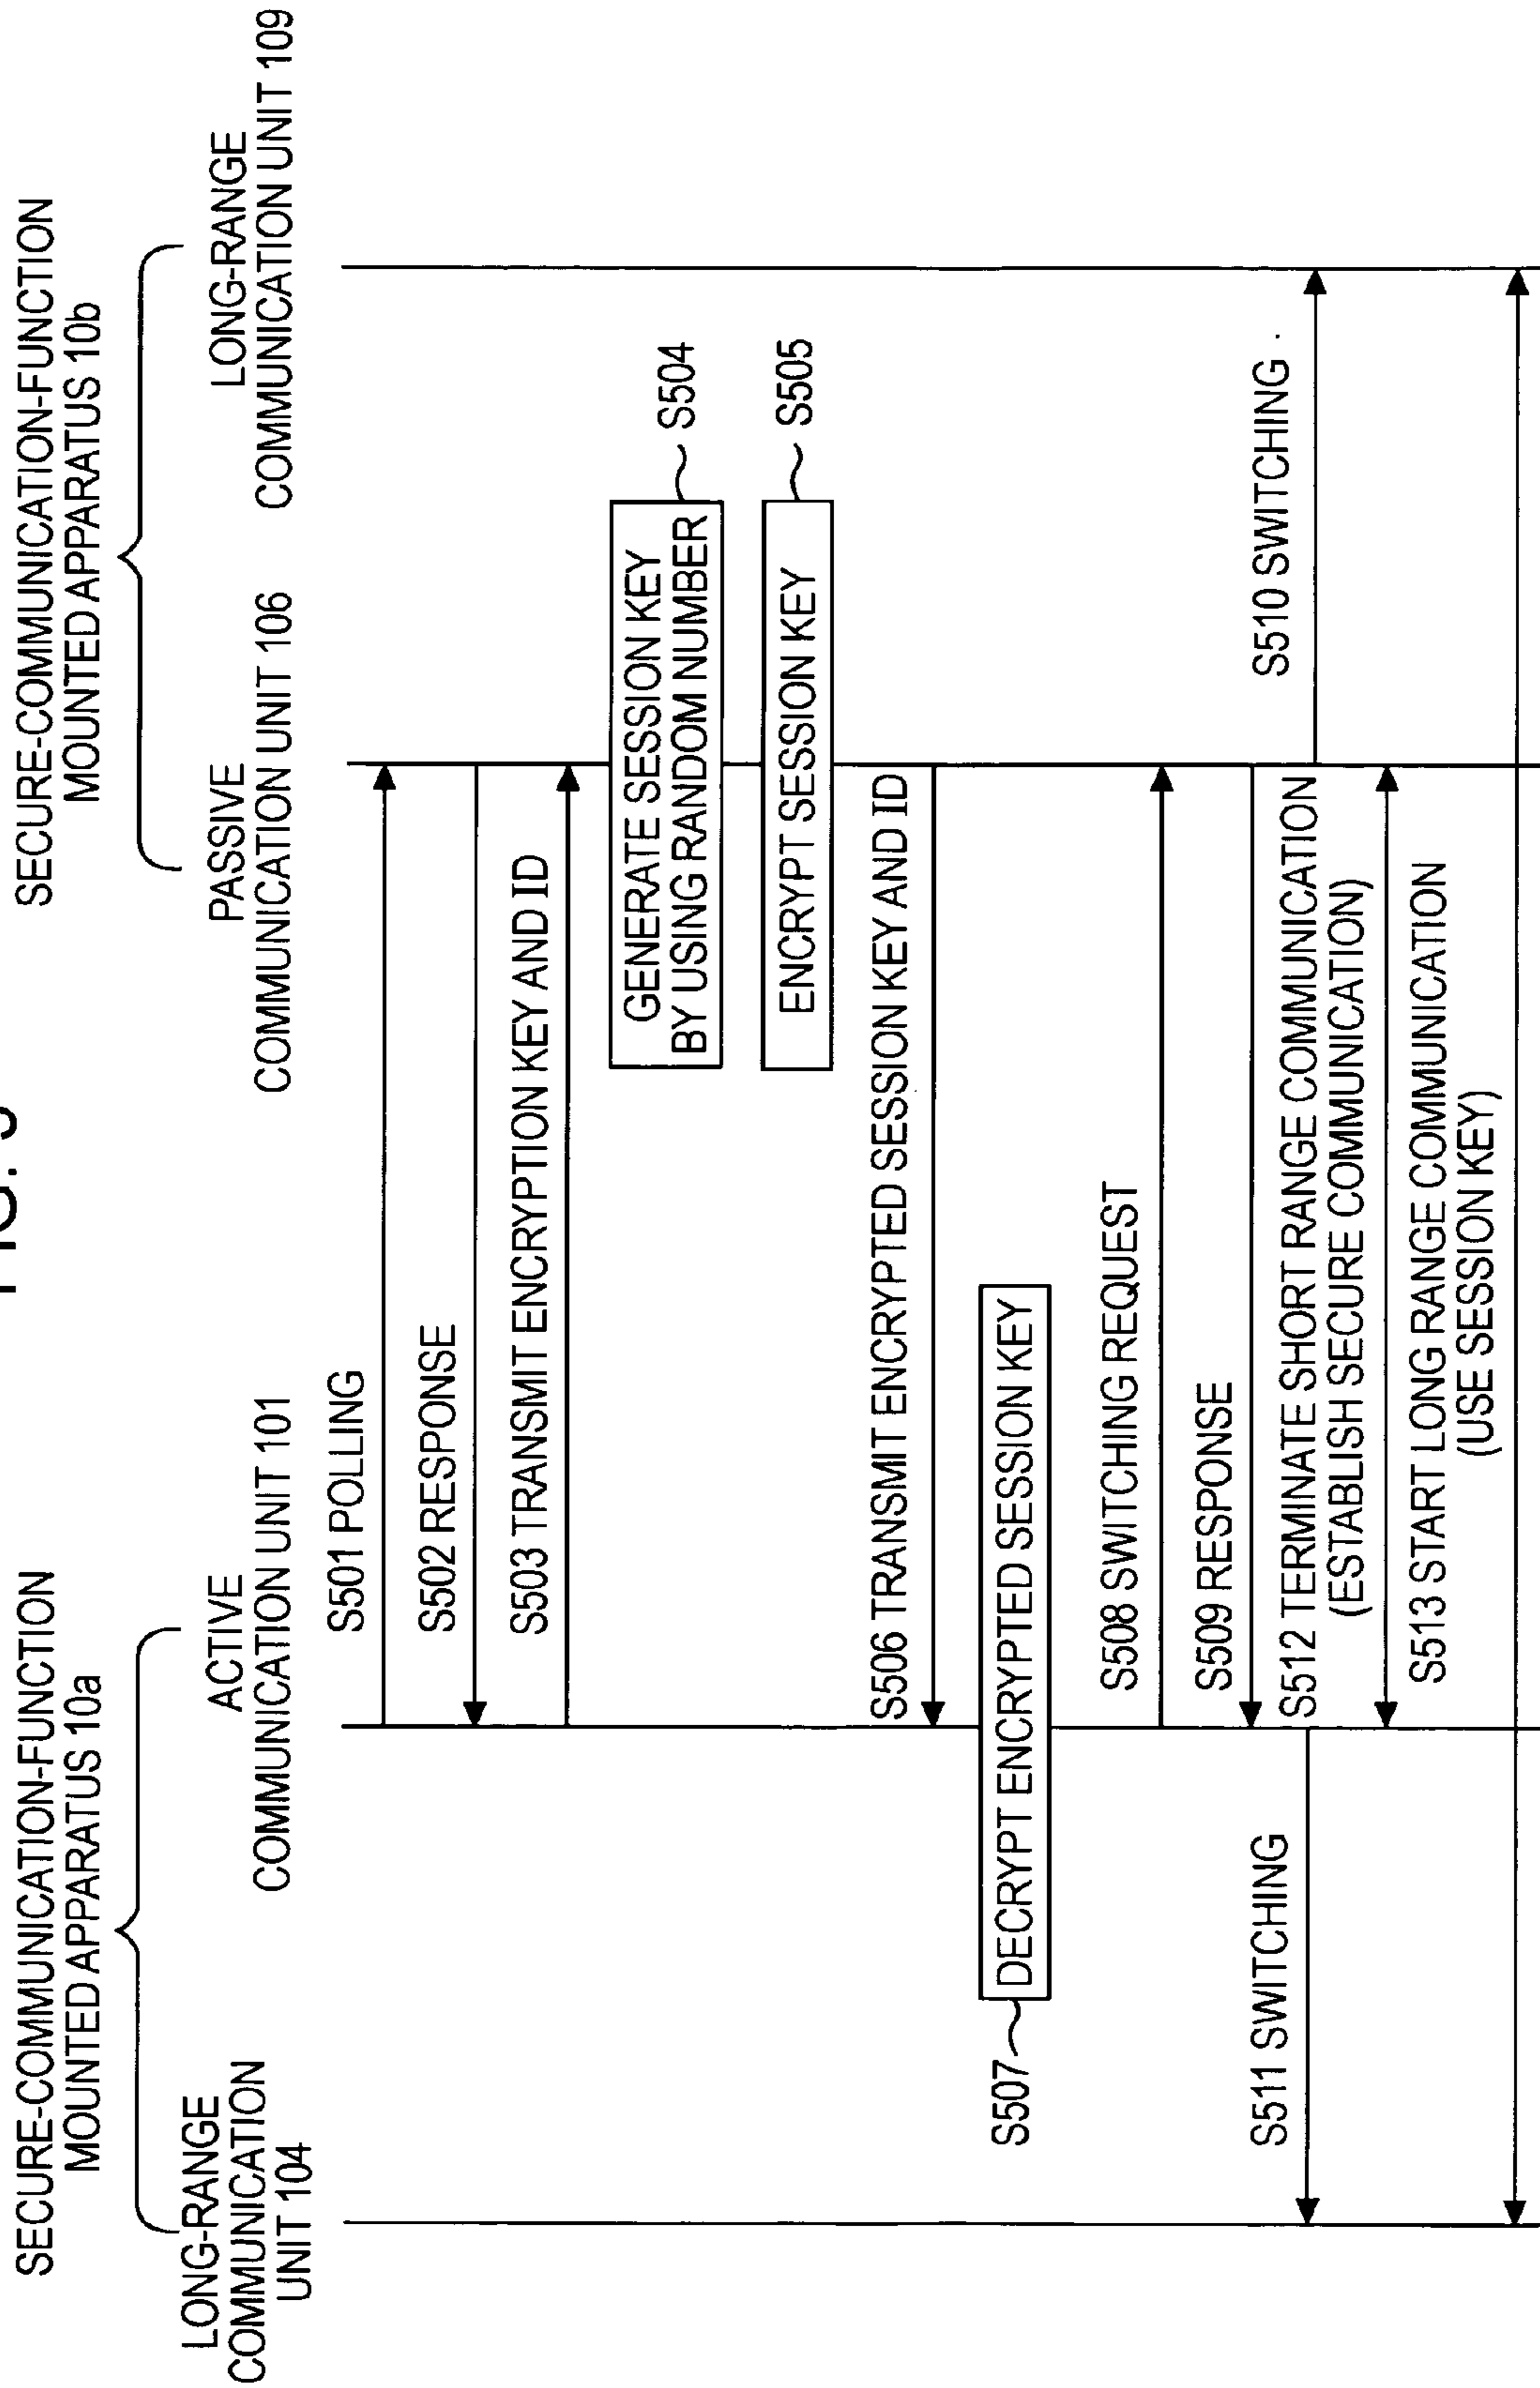 SECURE-COMMUNICATION-FUNCTION
MOUNTED APPARATUS 10a
SECURE-COMMUNICATION-FUNCTION
MOUNTED APPARATUS 10b
LONG-RANGE
COMMUNICATION
UNIT 104
ACTIVE
COMMUNICATION UNIT 101
PASSIVE
COMMUNICATION UNIT 106
LONG-RANGE
COMMUNICATION UNIT 109
S501 POLLING
S502 RESPONSE
S503 TRANSMIT ENCRYPTION KEY AND ID
GENERATE SESSION KEY
BY USING RANDOM NUMBER
S504
ENCRYPT SESSION KEY
S505
S506 TRANSMIT ENCRYPTED SESSION KEY AND ID
S507
DECRYPT ENCRYPTED SESSION KEY
S508 SWITCHING REQUEST
S509 RESPONSE
S510 SWITCHING
S511 SWITCHING
S512 TERMINATE SHORT RANGE COMMUNICATION
(ESTABLISH SECURE COMMUNICATION)
S513 START LONG RANGE COMMUNICATION
(USE SESSION KEY)